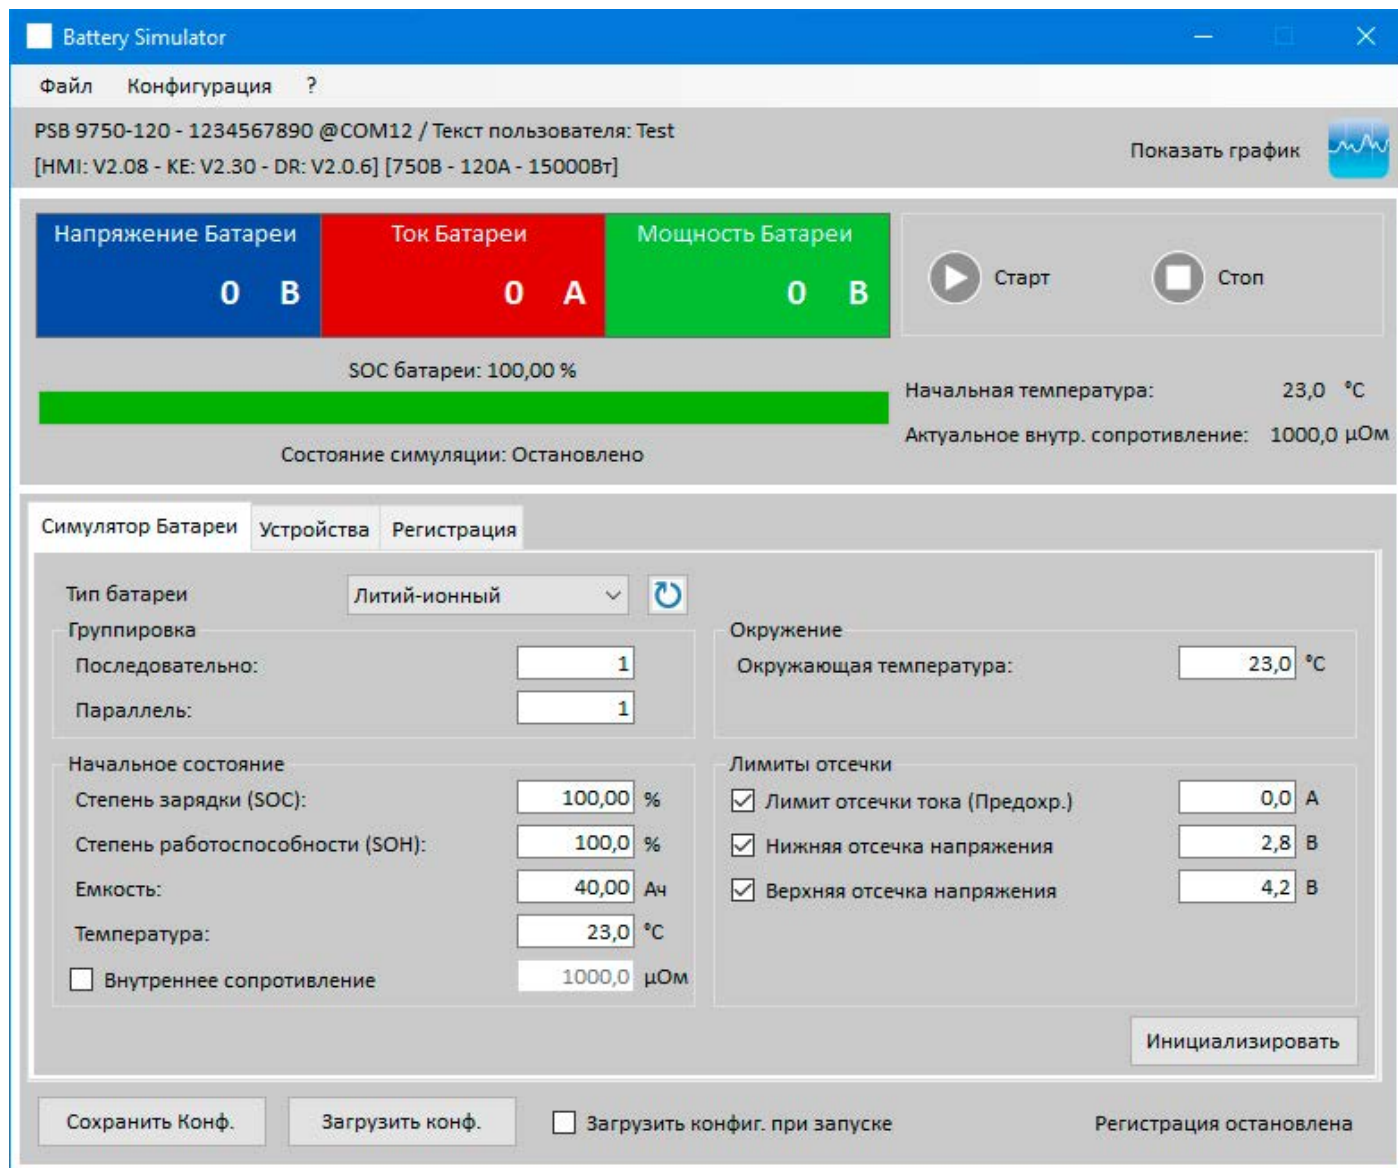 Battery Simulator
Файл Конфигурация ?
PSB 9750-120 - 1234567890 @COM12 / Текст пользователя: Test
[HMI: V2.08 - KE: V2.30 - DR: V2.0.6] [750В - 120А - 15000Вт]
Показать график
Напряжение Батареи Ток Батареи Мощность Батареи
0 В 0 А 0 В
Старт Стоп
SOC батареи: 100,00 %
Начальная температура: 23,0 °C
Состояние симуляции: Остановлено
Актуальное внутр. сопротивление: 1000,0 µОм
Симулятор Батареи Устройства Регистрация
Тип батареи Литий-ионный
Группировка
Последовательно: 1
Параллель: 1
Окружение
Окружающая температура: 23,0 °C
Начальное состояние
Степень зарядки (SOC): 100,00 %
Степень работоспособности (SOH): 100,0 %
Емкость: 40,00 Ач
Температура: 23,0 °C
Внутреннее сопротивление 1000,0 µОм
Лимиты отсечки
Лимит отсечки тока (Предохр.) 0,0 А
Нижняя отсечка напряжения 2,8 В
Верхняя отсечка напряжения 4,2 В
Инициализировать
Сохранить Конф. Загрузить конф. Загрузить конфиг. при запуске Регистрация остановлена